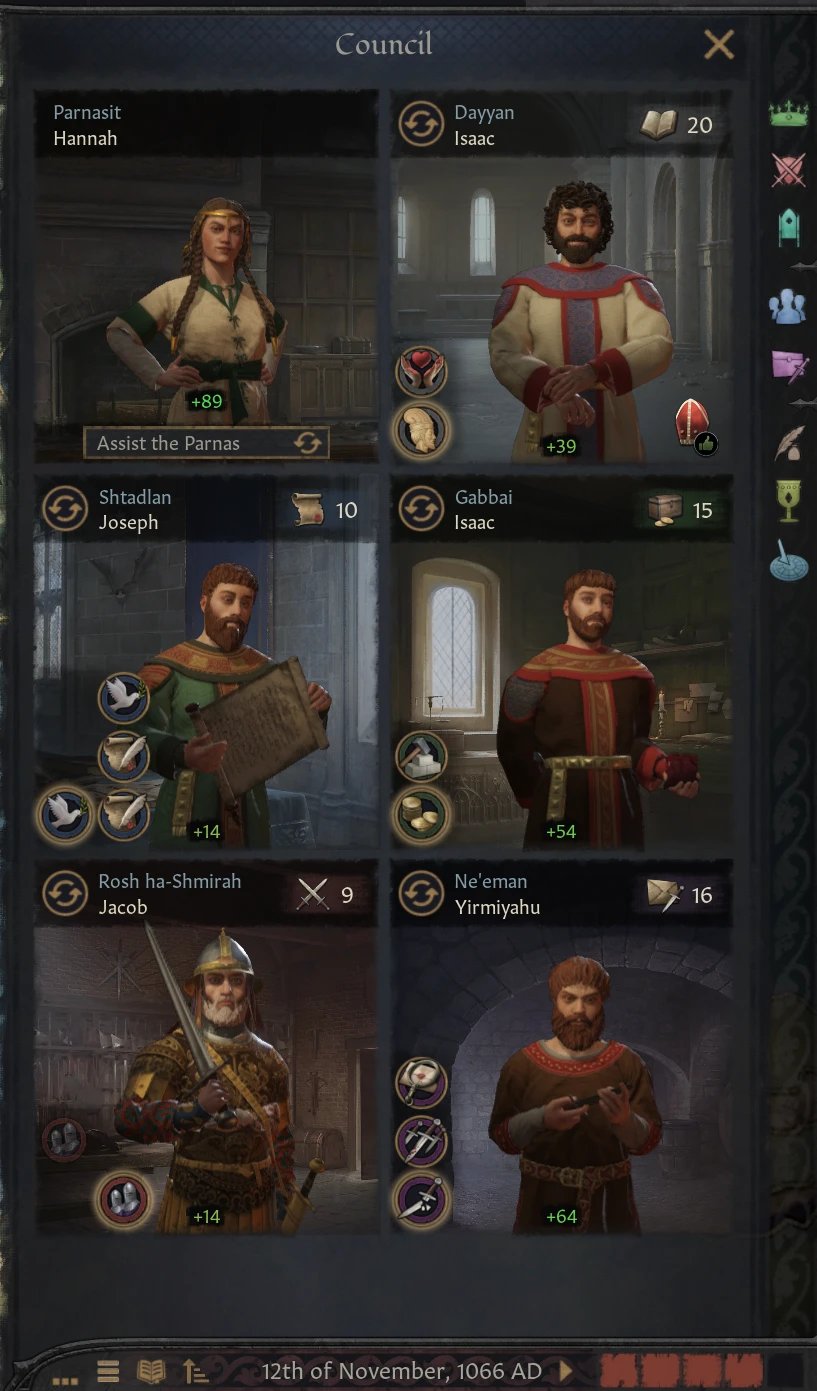 Council
Parnasit
Hannah
+89
Assist the Parnas
Dayyan
Isaac
20
+39
Shtadlan
Joseph
10
+14
Gabbai
Isaac
15
+54
Rosh ha-Shmirah
Jacob
9
+14
Ne'eman
Yirmiyahu
16
+64
...
12th of November, 1066 AD